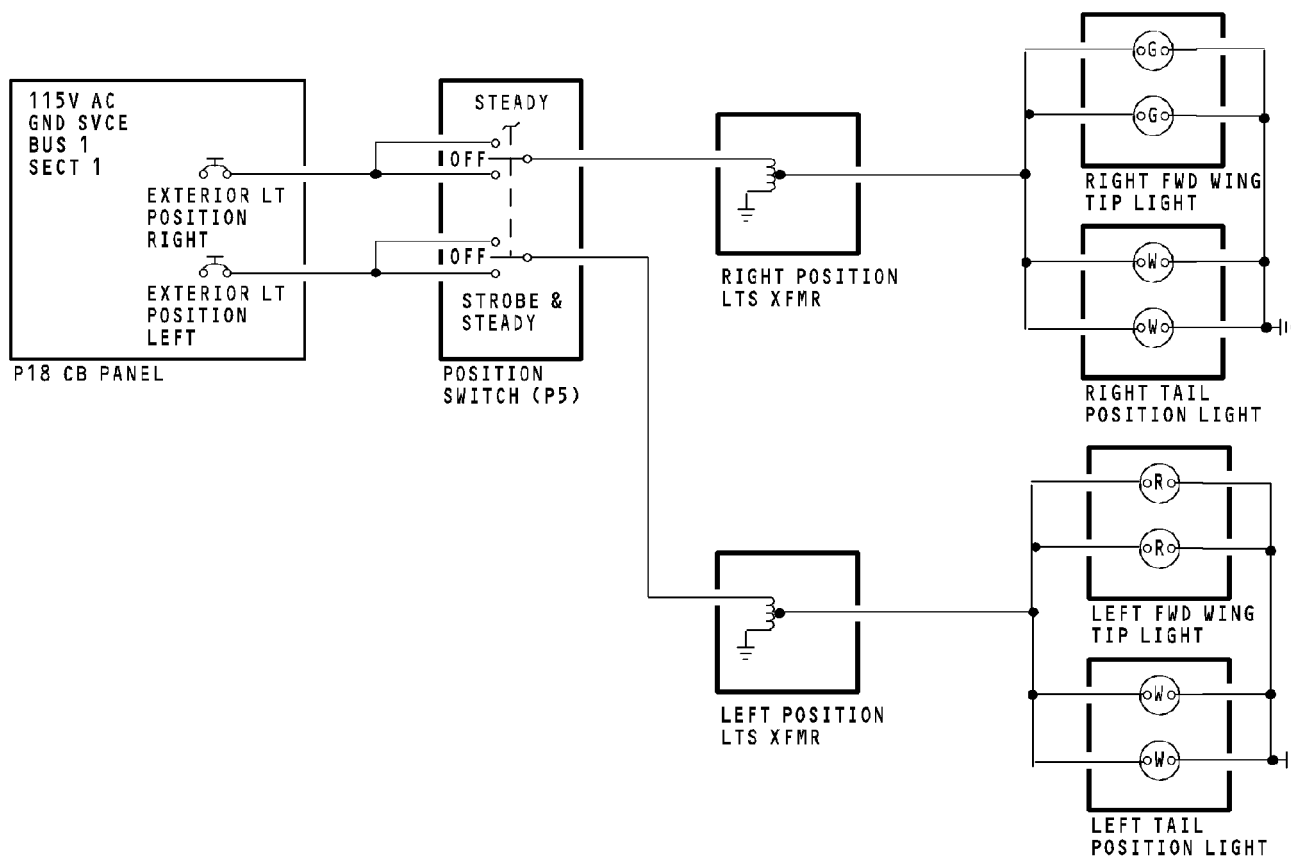 115V AC
GND SVCE
BUS 1
SECT 1
EXTERIOR LT
POSITION
RIGHT
EXTERIOR LT
POSITION
LEFT
P18 CB PANEL
STEADY
OFF
OFF
STROBE &
STEADY
POSITION
SWITCH (P5)
RIGHT POSITION
LTS XFMR
G
G
RIGHT FWD WING
TIP LIGHT
W
W
RIGHT TAIL
POSITION LIGHT
LEFT POSITION
LTS XFMR
R
R
LEFT FWD WING
TIP LIGHT
W
W
LEFT TAIL
POSITION LIGHT